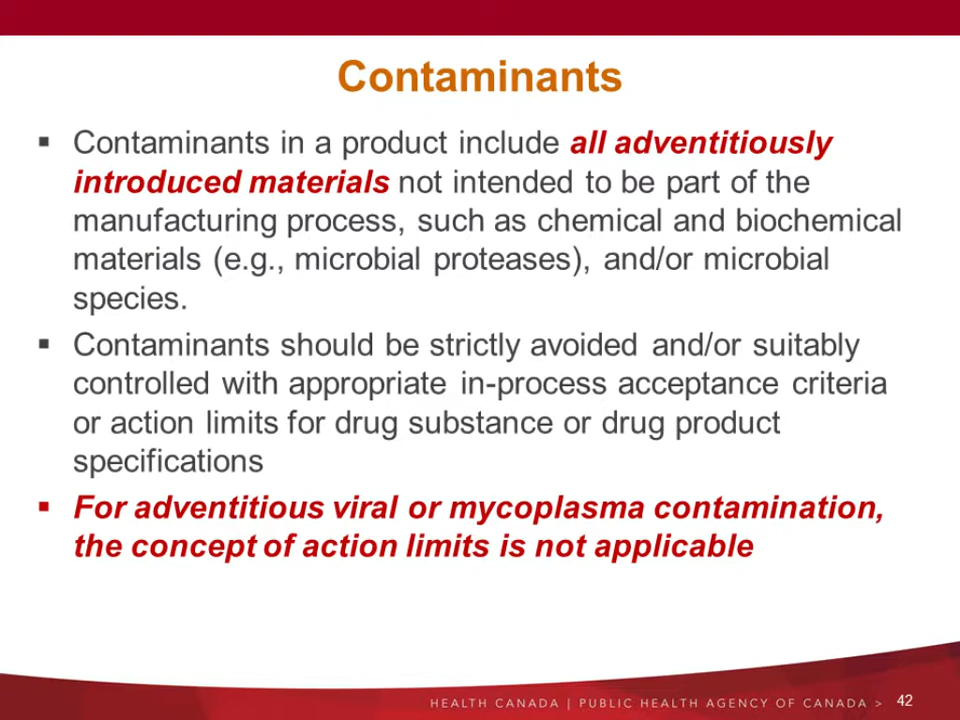 Contaminants
▪ Contaminants in a product include all adventitiously
introduced materials not intended to be part of the
manufacturing process, such as chemical and biochemical
materials (e.g., microbial proteases), and/or microbial
species.
▪ Contaminants should be strictly avoided and/or suitably
controlled with appropriate in-process acceptance criteria
or action limits for drug substance or drug product
specifications
▪ For adventitious viral or mycoplasma contamination,
the concept of action limits is not applicable
HEALTH CANADA | PUBLIC HEALTH AGENCY OF CANADA > 42